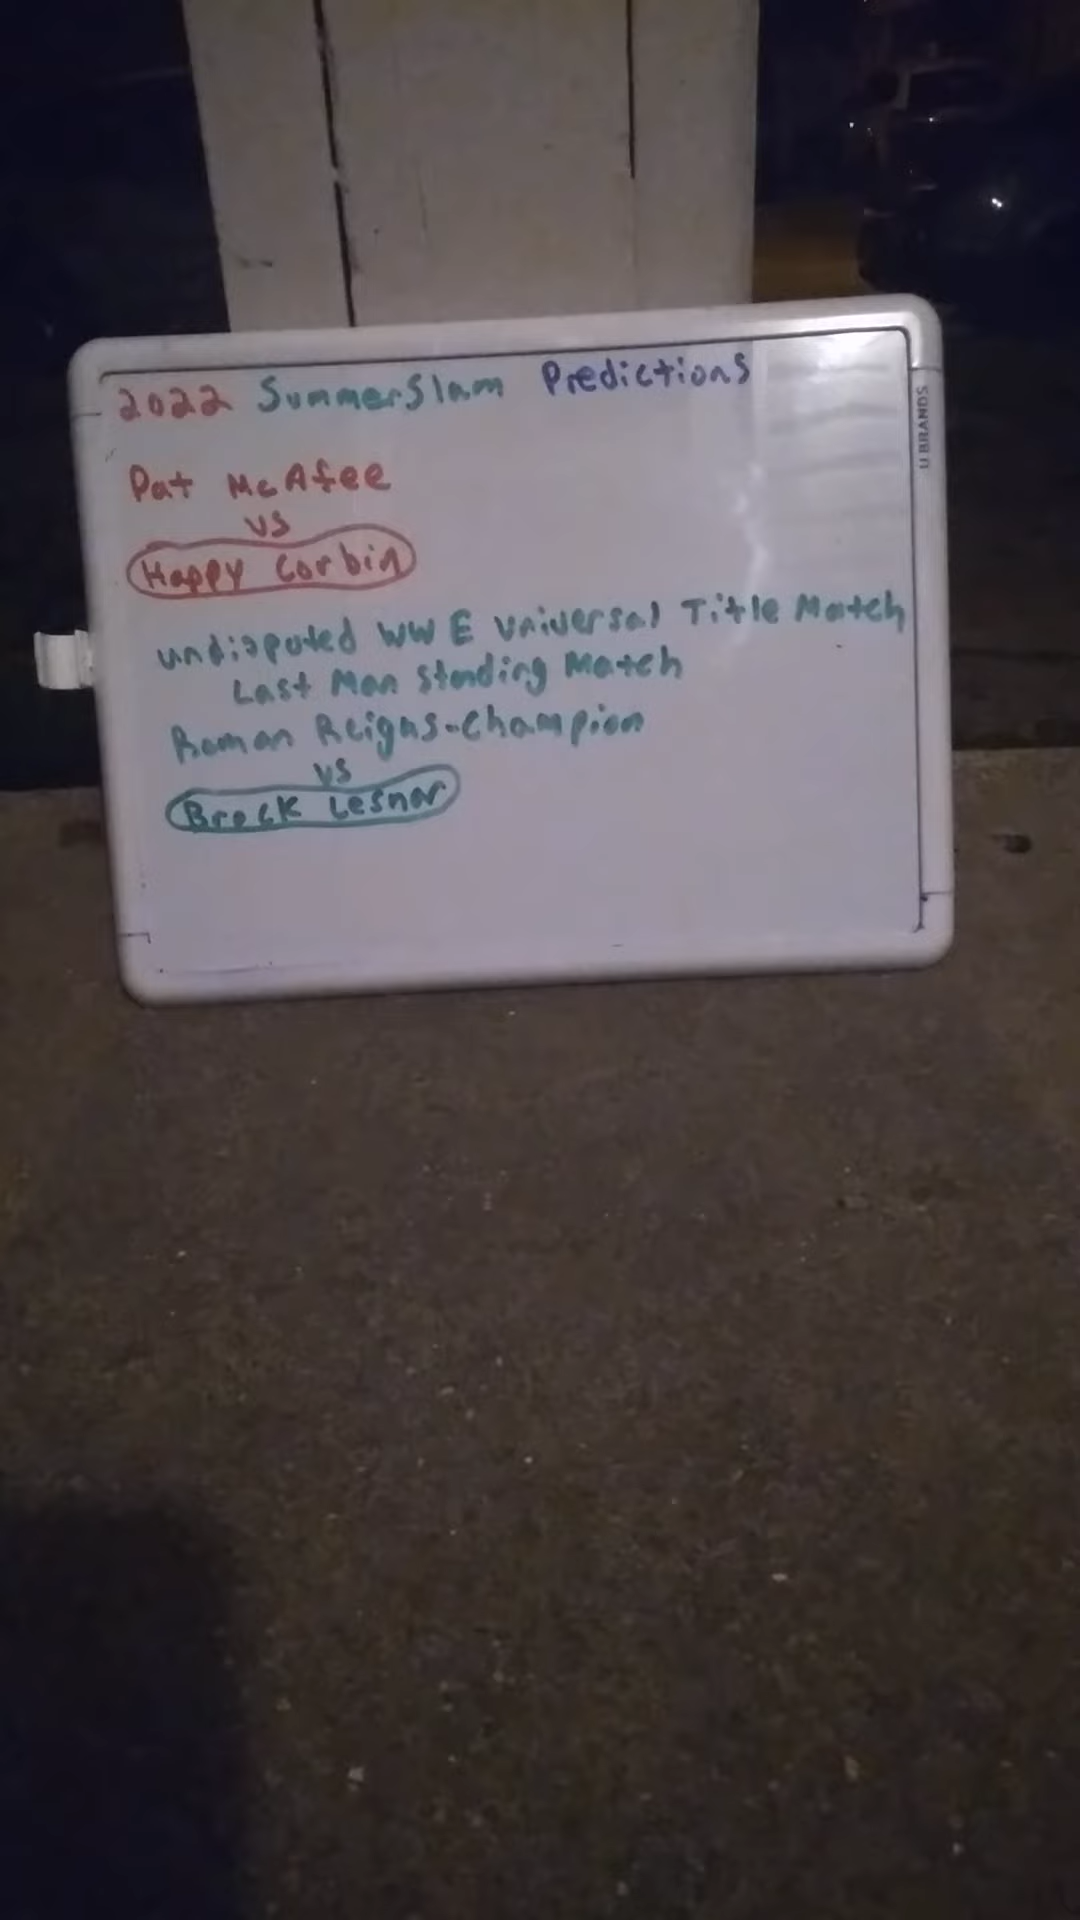 2022 SummerSlam Predictions
Pat McAfee
VS
Happy Corbin
undisputed WWE Universal Title Match
Last Man Standing Match
Roman Reigns-Champion
VS
Brock Lesnar
U BRANDS